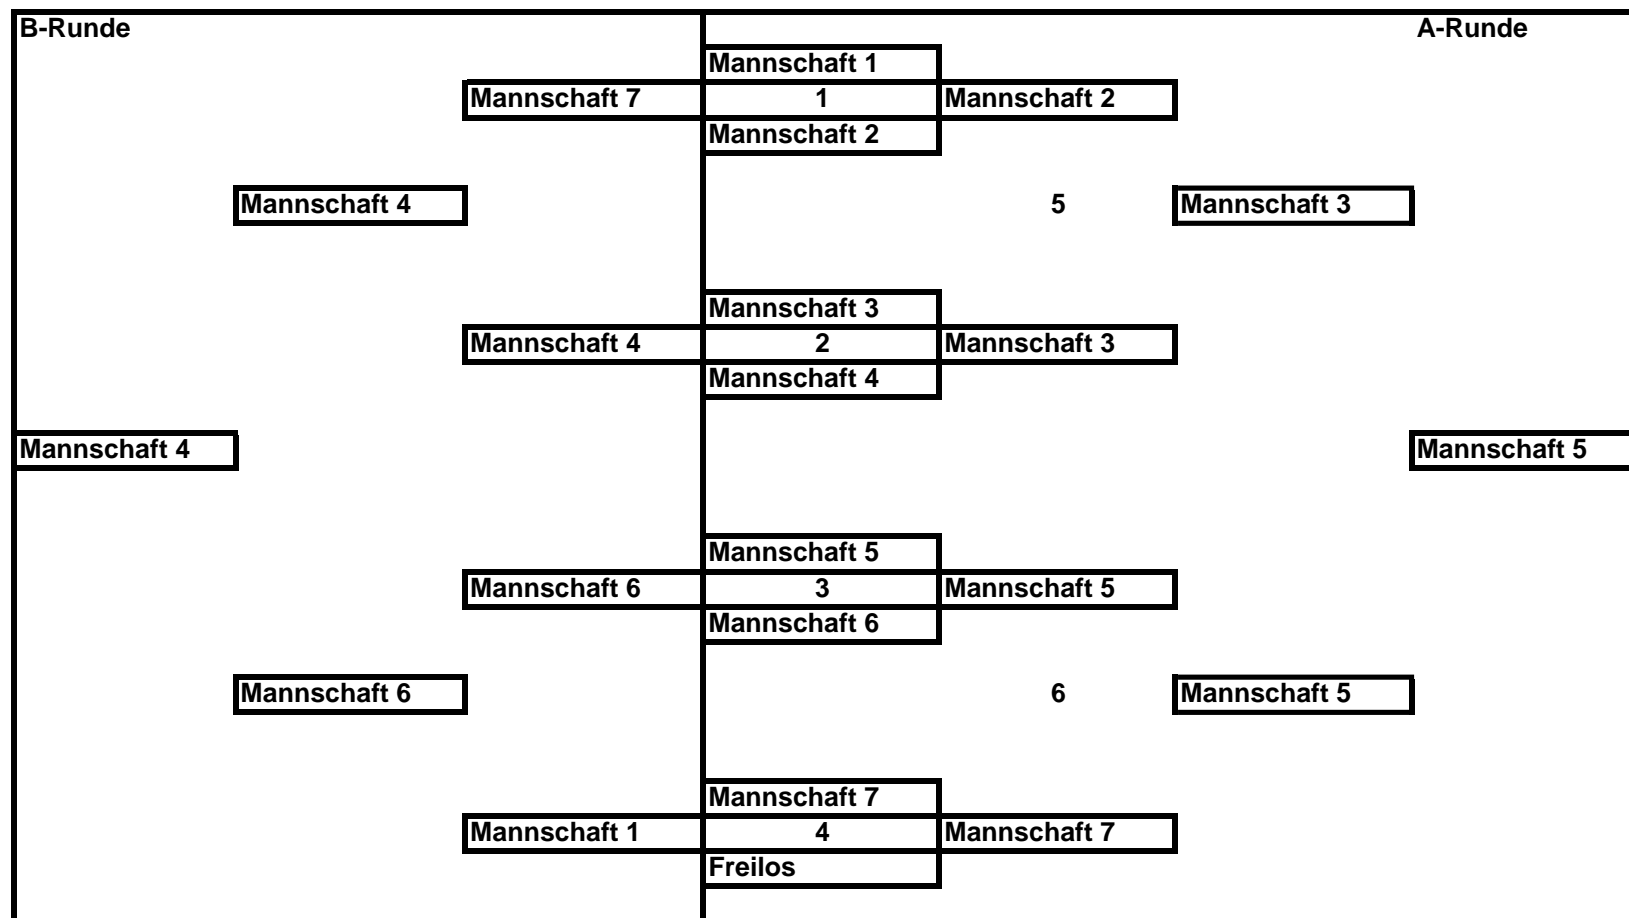 B-Runde A-Runde
Mannschaft 1
Mannschaft 7 1 Mannschaft 2
Mannschaft 2
Mannschaft 4 5 Mannschaft 3
Mannschaft 3
Mannschaft 4 2 Mannschaft 3
Mannschaft 4
Mannschaft 4 Mannschaft 5
Mannschaft 5
Mannschaft 6 3 Mannschaft 5
Mannschaft 6
Mannschaft 6 6 Mannschaft 5
Mannschaft 7
Mannschaft 1 4 Mannschaft 7
Freilos